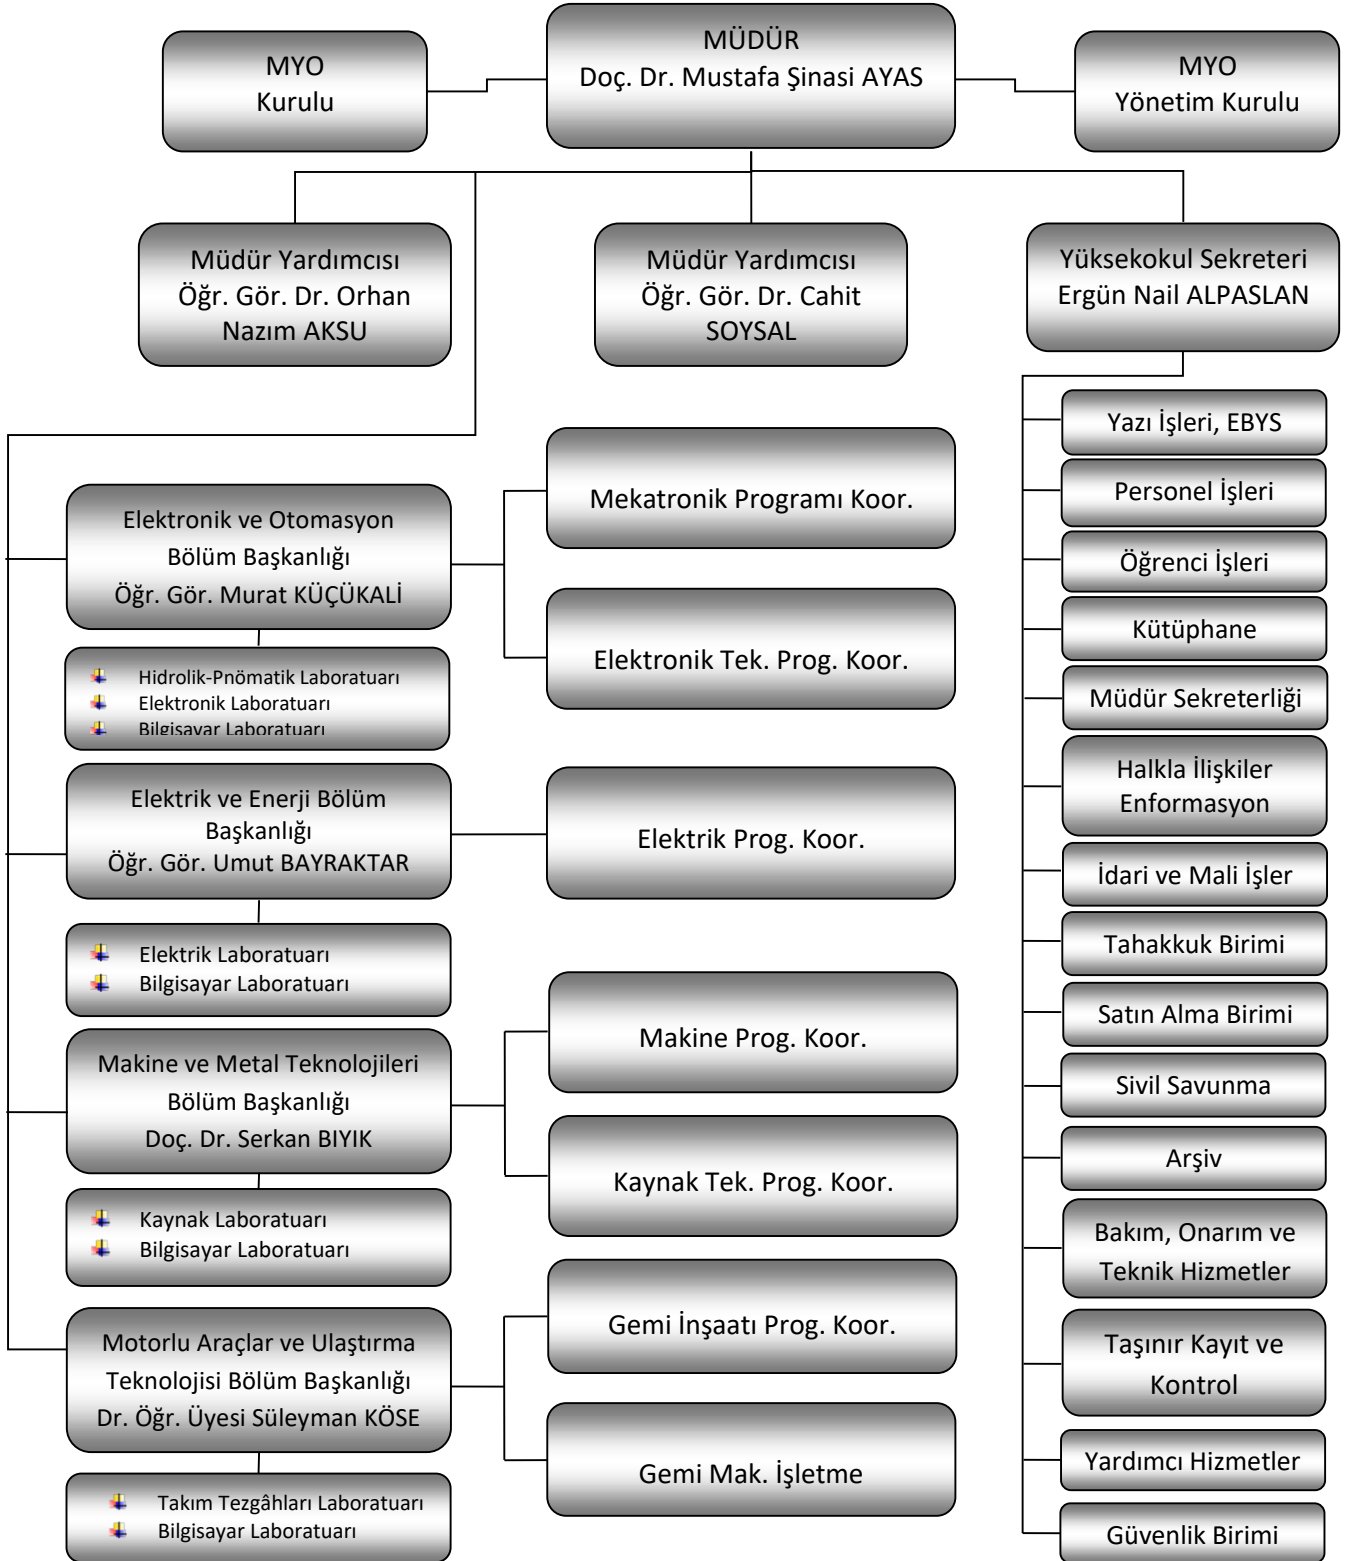 MYO
Kurulu
MÜDÜR
Doç. Dr. Mustafa Şinasi AYAS
MYO
Yönetim Kurulu
Müdür Yardımcısı
Öğr. Gör. Dr. Orhan
Nazım AKSU
Müdür Yardımcısı
Öğr. Gör. Dr. Cahit
SOYSAL
Yüksekokul Sekreteri
Ergün Nail ALPASLAN
Elektronik ve Otomasyon
Bölüm Başkanlığı
Öğr. Gör. Murat KÜÇÜKALİ
Hidrolik-Pnömatik Laboratuarı
Elektronik Laboratuarı
Bilgisayar Laboratuarı
Mekatronik Programı Koor.
Elektronik Tek. Prog. Koor.
Elektrik ve Enerji Bölüm
Başkanlığı
Öğr. Gör. Umut BAYRAKTAR
Elektrik Laboratuarı
Bilgisayar Laboratuarı
Elektrik Prog. Koor.
Makine ve Metal Teknolojileri
Bölüm Başkanlığı
Doç. Dr. Serkan BIYIK
Kaynak Laboratuarı
Bilgisayar Laboratuarı
Makine Prog. Koor.
Kaynak Tek. Prog. Koor.
Motorlu Araçlar ve Ulaştırma
Teknolojisi Bölüm Başkanlığı
Dr. Öğr. Üyesi Süleyman KÖSE
Takım Tezgâhları Laboratuarı
Bilgisayar Laboratuarı
Gemi İnşaatı Prog. Koor.
Gemi Mak. İşletme
Yazı İşleri, EBYS
Personel İşleri
Öğrenci İşleri
Kütüphane
Müdür Sekreterliği
Halkla İlişkiler
Enformasyon
İdari ve Mali İşler
Tahakkuk Birimi
Satın Alma Birimi
Sivil Savunma
Arşiv
Bakım, Onarım ve
Teknik Hizmetler
Taşınır Kayıt ve
Kontrol
Yardımcı Hizmetler
Güvenlik Birimi